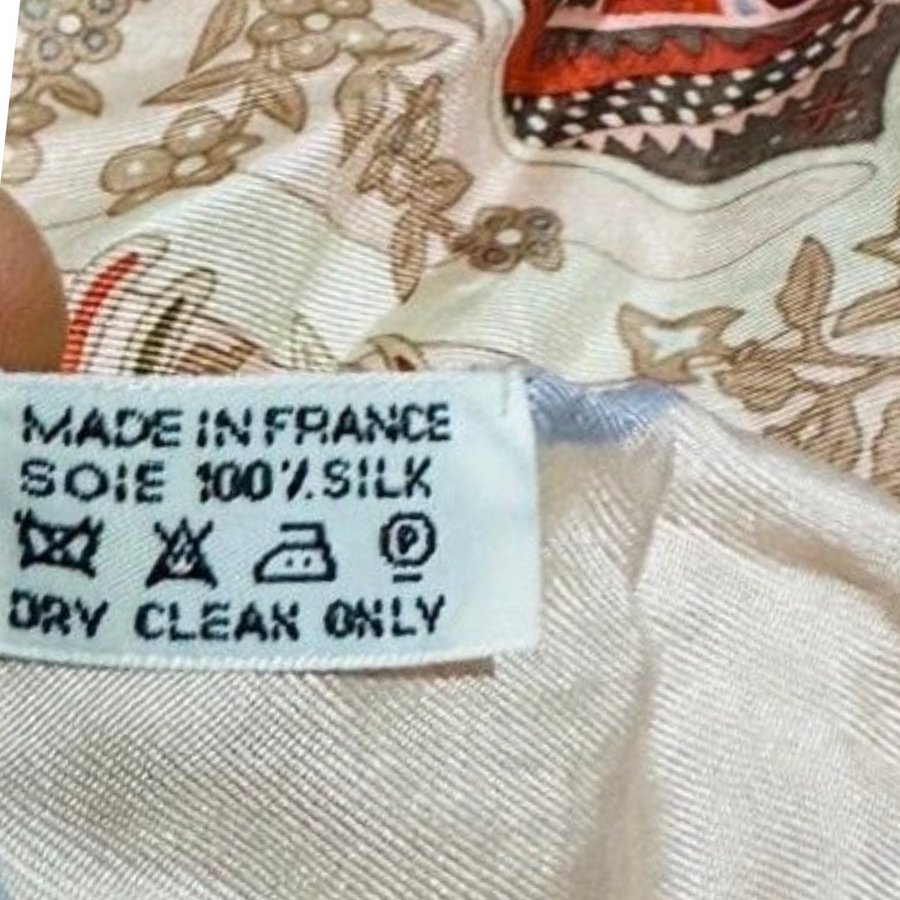 MADE IN FRANCE
SOIE 100% SILK
P
DRY CLEAN ONLY